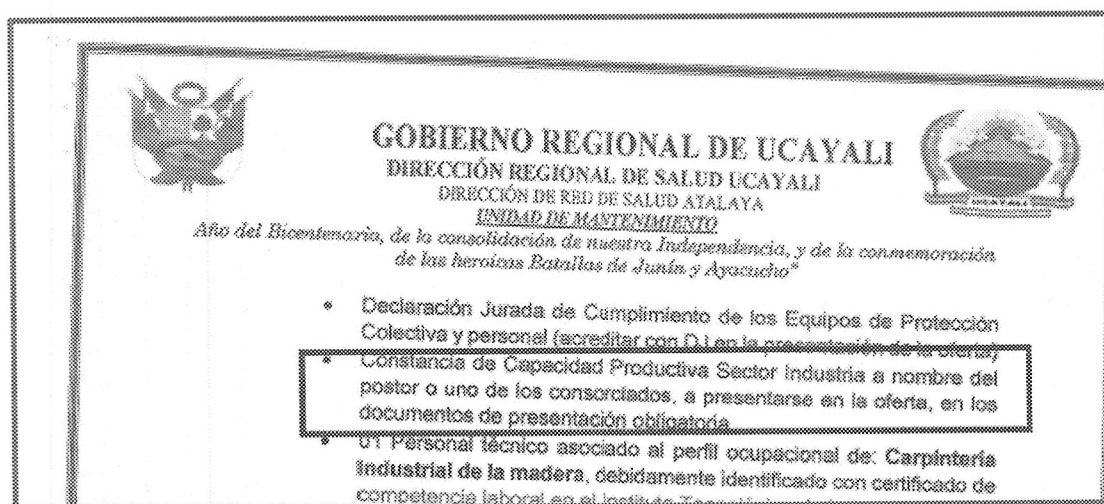 GOBIERNO REGIONAL DE UCAYALI
DIRECCIÓN REGIONAL DE SALUD UCAYALI
DIRECCIÓN DE RED DE SALUD ATALAYA
UNIDAD DE MANTENIMIENTO
Año del Bicentenario, de la consolidación de nuestra Independencia, y de la conmemoración
de las heroicas Batallas de Junín y Ayacucho"
• Declaración Jurada de Cumplimiento de los Equipos de Protección
Colectiva y personal (acreditar con DJ en la presentación de la oferta)
• Constancia de Capacidad Productiva Sector Industria a nombre del
postor o uno de los consorciados, a presentarse en la oferta, en los
documentos de presentación obligatoria
• 01 Personal técnico asociado al perfil ocupacional de: Carpintería
Industrial de la madera, debidamente identificado con certificado de
competencia laboral en el Instituto